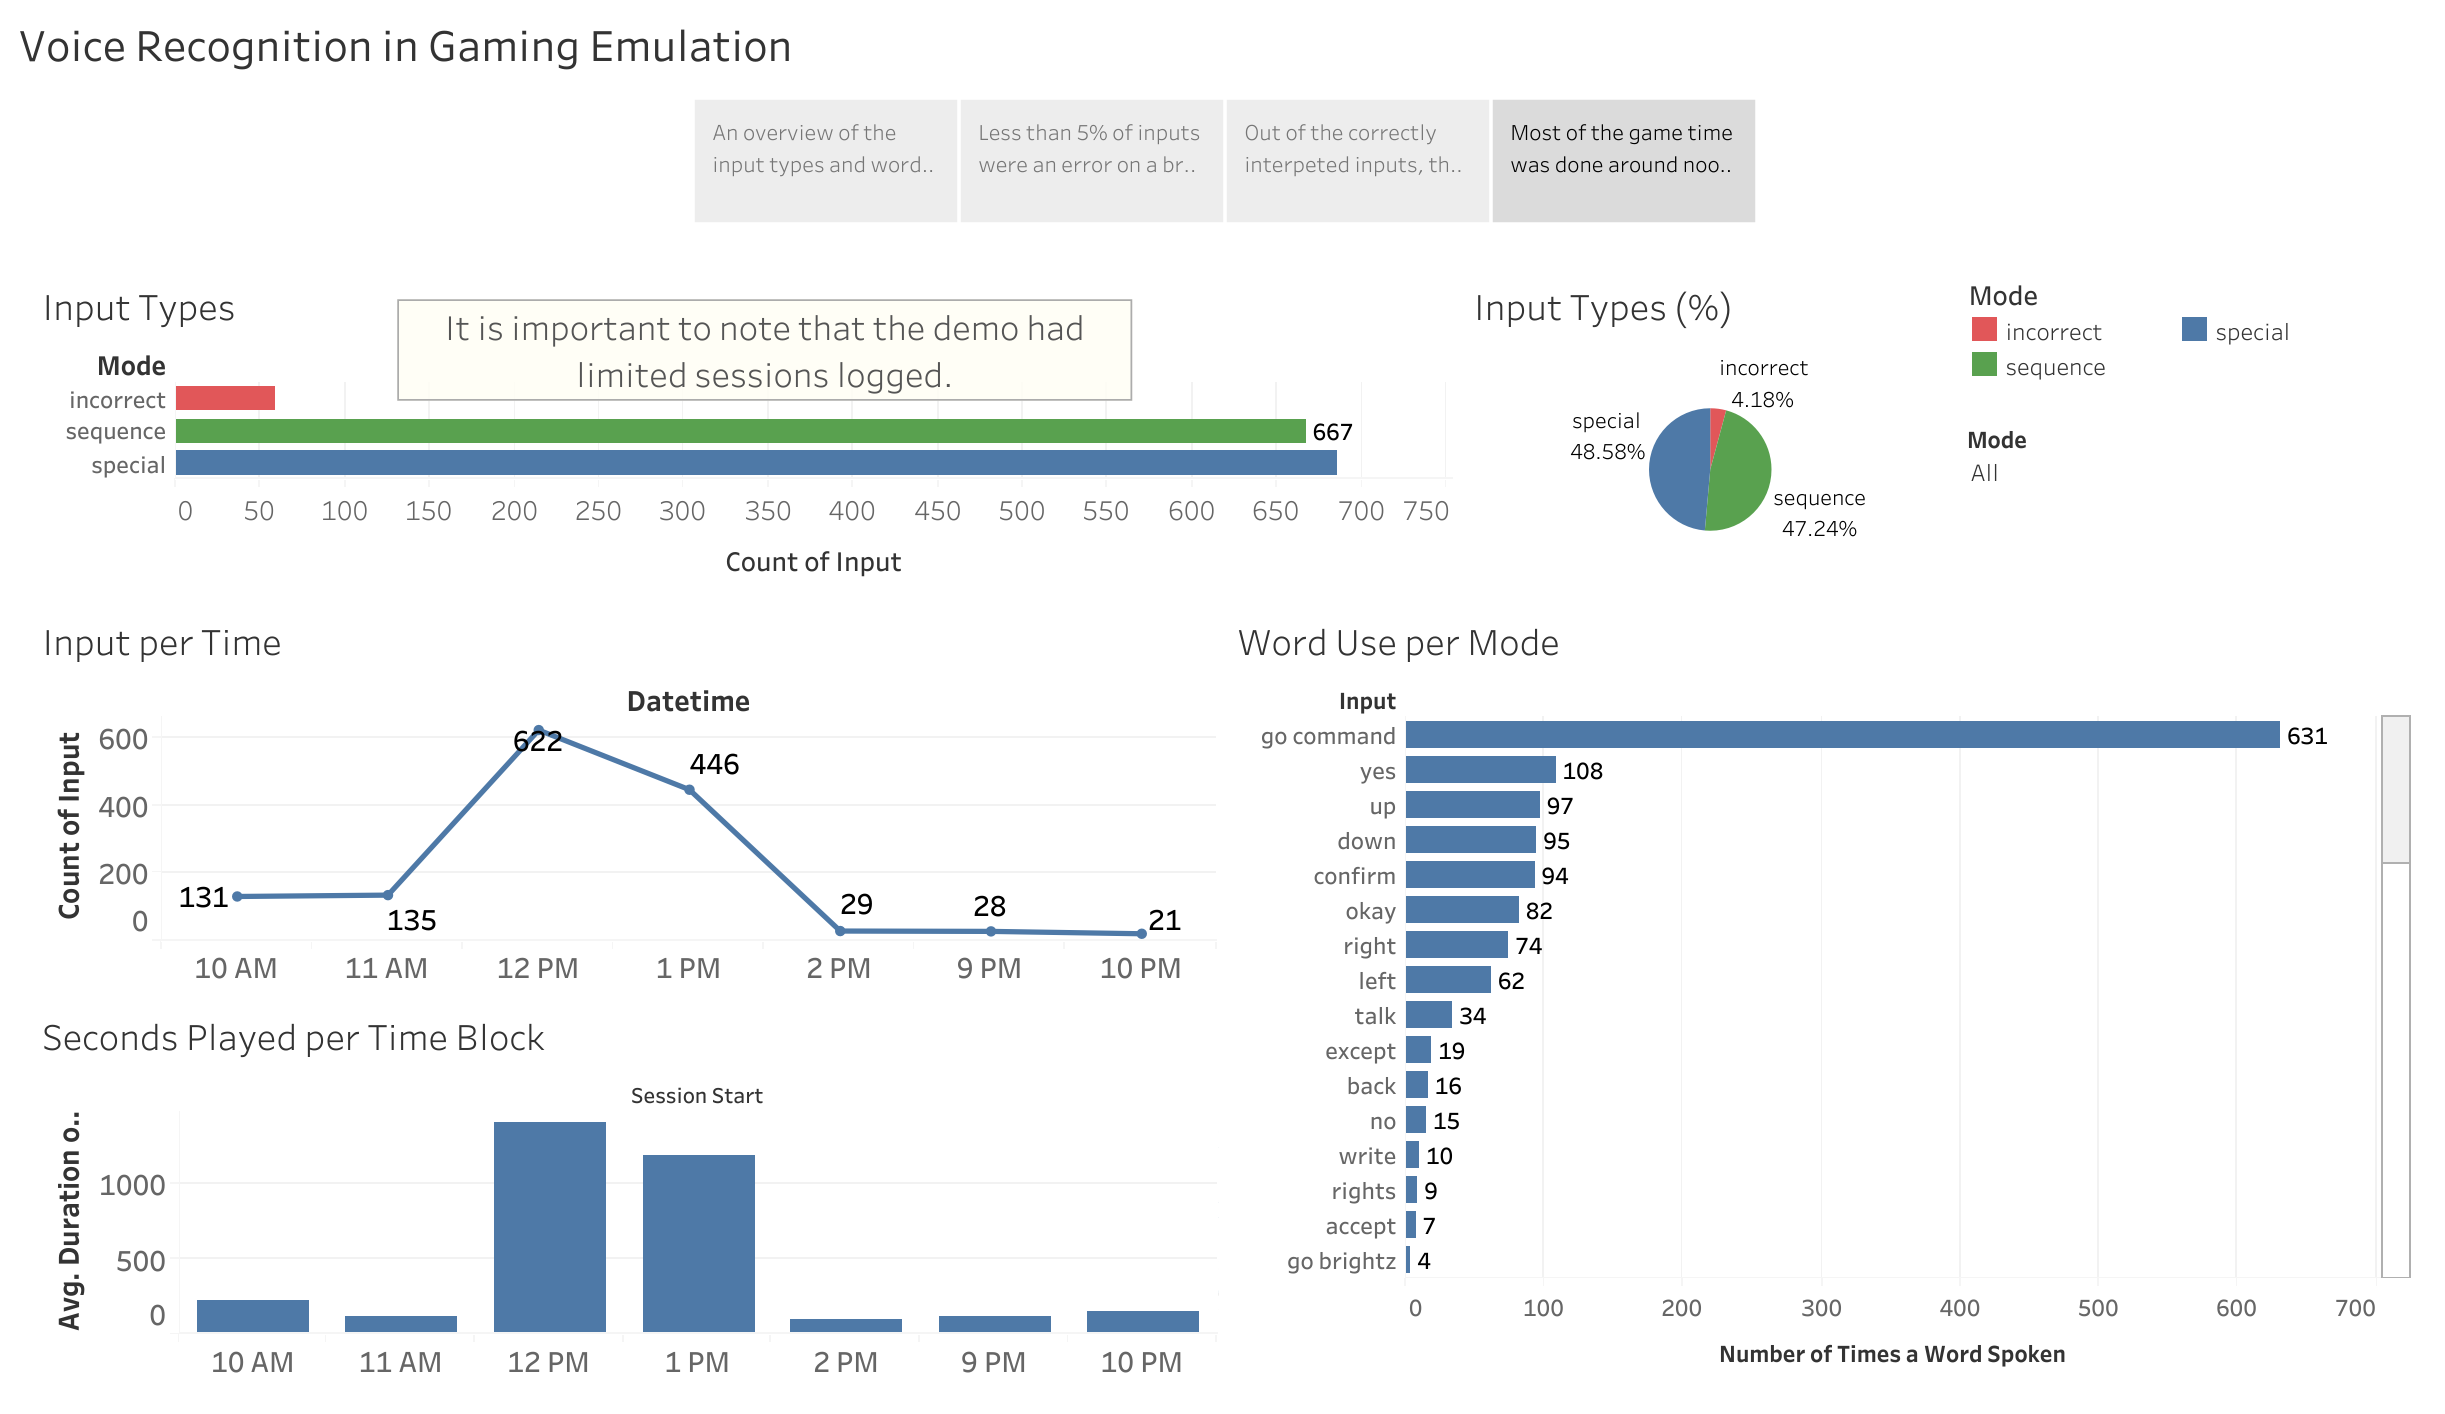 Voice Recognition in Gaming Emulation
An overview of the
input types and word..
Less than 5% of inputs
were an error on a br..
Out of the correctly
interpeted inputs, th..
Most of the game time
was done around noo..
Input Types
It is important to note that the demo had
limited sessions logged.
Mode
incorrect
sequence 667
special
0 50 100 150 200 250 300 350 400 450 500 550 600 650 700 750
Count of Input
Input Types (%)
incorrect
4.18%
special
48.58%
sequence
47.24%
Mode
incorrect special
sequence
Mode
All
Input per Time
Datetime
Count of Input
600
400
200
0
131
135
622
446
29
28
21
10 AM 11 AM 12 PM 1 PM 2 PM 9 PM 10 PM
Seconds Played per Time Block
Session Start
Avg. Duration o..
1000
500
0
10 AM 11 AM 12 PM 1 PM 2 PM 9 PM 10 PM
Word Use per Mode
Input
go command 631
yes 108
up 97
down 95
confirm 94
okay 82
right 74
left 62
talk 34
except 19
back 16
no 15
write 10
rights 9
accept 7
go brightz 4
0 100 200 300 400 500 600 700
Number of Times a Word Spoken